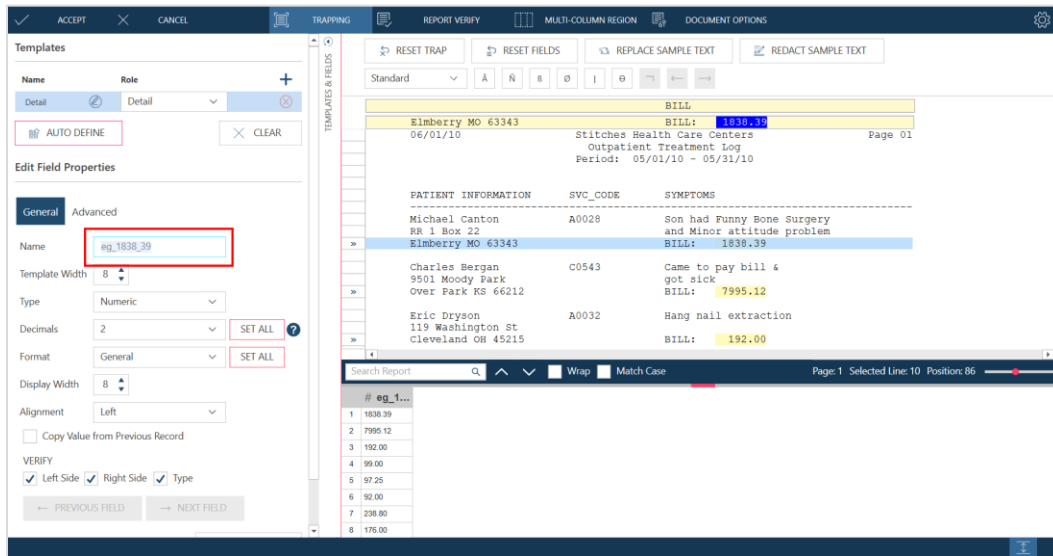 ACCEPT CANCEL TRAPPING REPORT VERIFY MULTI-COLUMN REGION DOCUMENT OPTIONS
Templates
Name Role
Detail Detail
AUTO DEFINE CLEAR
Edit Field Properties
General Advanced
Name eg_1838_39
Template Width 8
Type Numeric
Decimals 2 SET ALL ?
Format General SET ALL
Display Width 8
Alignment Left
Copy Value from Previous Record
VERIFY
Left Side Right Side Type
← PREVIOUS FIELD → NEXT FIELD
TEMPLATES & FIELDS
RESET TRAP RESET FIELDS REPLACE SAMPLE TEXT REDACT SAMPLE TEXT
Standard Ã Ñ ß Ø | ɵ ¬ ← →
BILL
Elmberry MO 63343 BILL: 1838.39
06/01/10 Stitches Health Care Centers Page 01
Outpatient Treatment Log
Period: 05/01/10 - 05/31/10
PATIENT INFORMATION SVC_CODE SYMPTOMS
Michael Canton A0028 Son had Funny Bone Surgery
RR 1 Box 22 and Minor attitude problem
» Elmberry MO 63343 BILL: 1838.39
Charles Bergan C0543 Came to pay bill &
9501 Moody Park got sick
» Over Park KS 66212 BILL: 7995.12
Eric Dryson A0032 Hang nail extraction
119 Washington St
» Cleveland OH 45215 BILL: 192.00
Search Report Wrap Match Case Page: 1 Selected Line: 10 Position: 86
# eg_1...
1 1838.39
2 7995.12
3 192.00
4 99.00
5 97.25
6 92.00
7 238.80
8 176.00